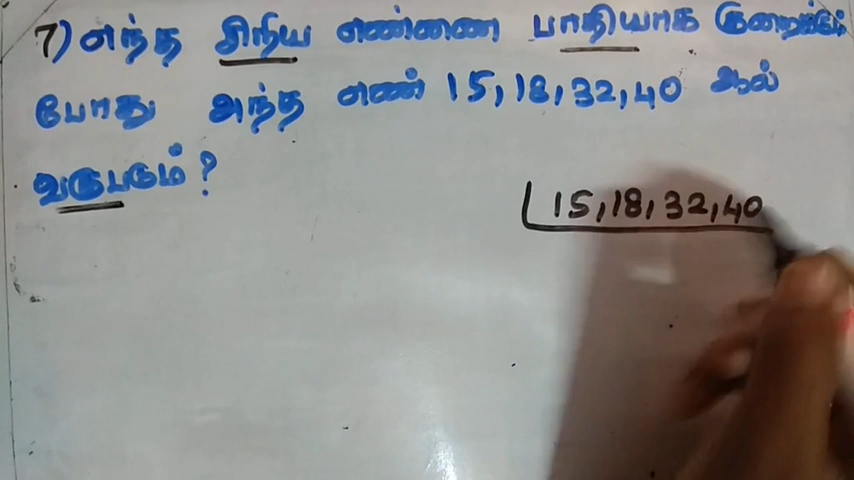 7) எந்த சிறிய எண்ணை பாதியாக குறைக்கும்
போது அந்த எண் 15, 18, 32, 40 ஆல்
வகுபடும் ?
15, 18, 32, 40